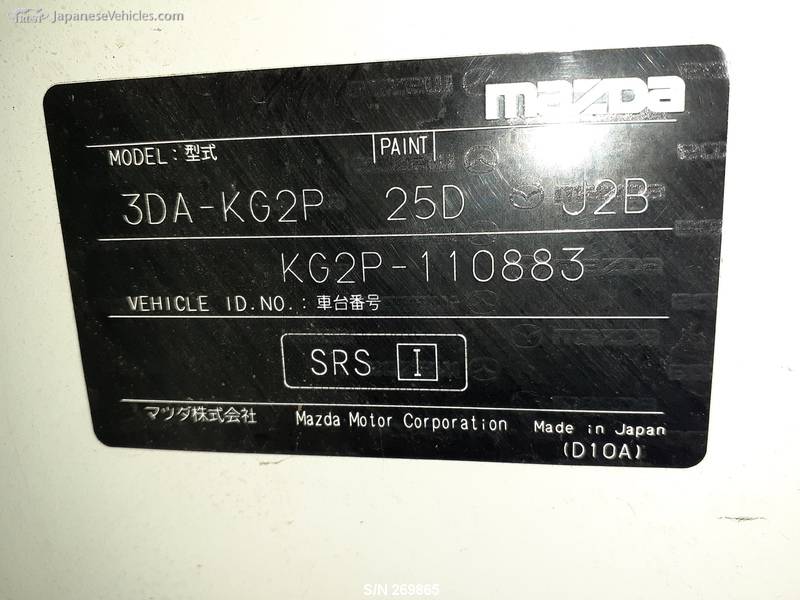 JapaneseVehicles.com
mazda
MODEL : 型式 PAINT
3DA-KG2P 25D J2B
KG2P-110883
VEHICLE ID.NO. : 車台番号
SRS I
マツダ株式会社 Mazda Motor Corporation Made in Japan
(D10A)
S/N 269865